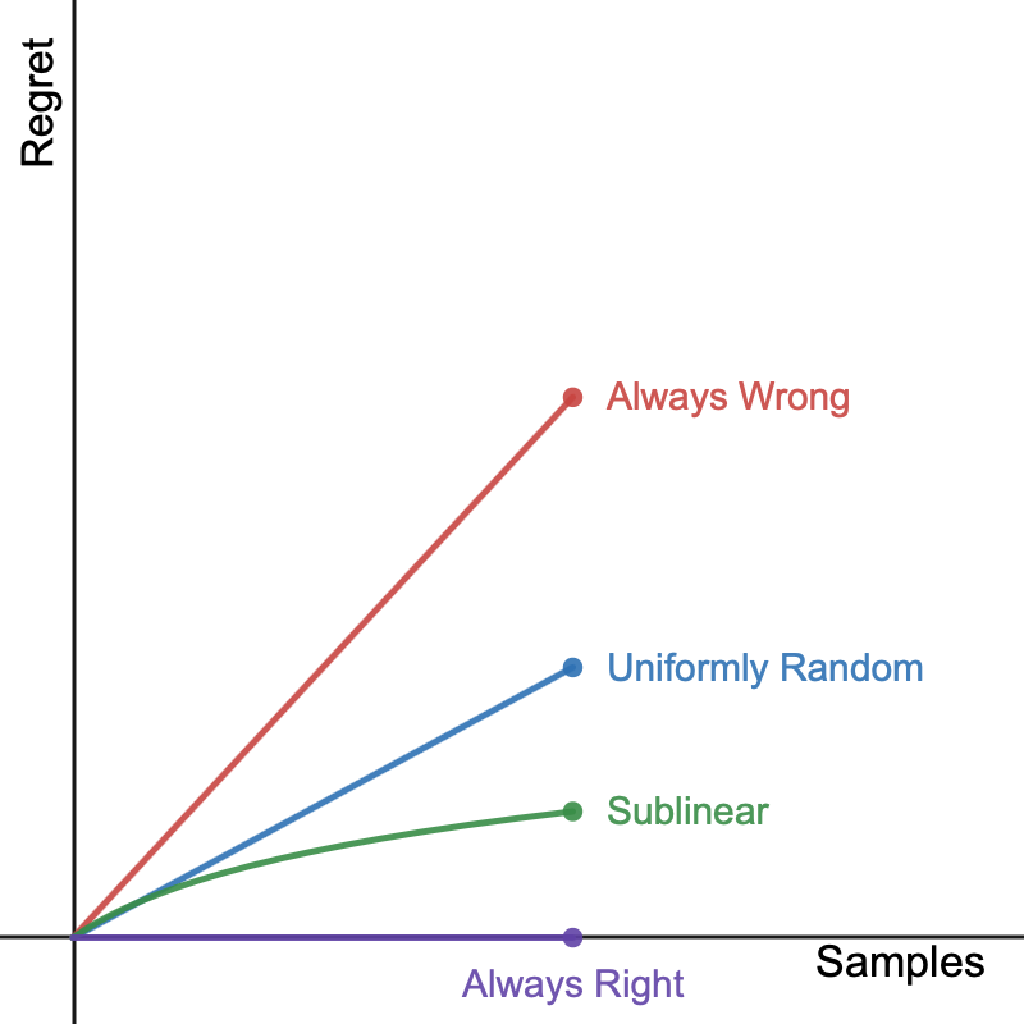 Regret
Always Wrong
Uniformly Random
Sublinear
Samples
Always Right